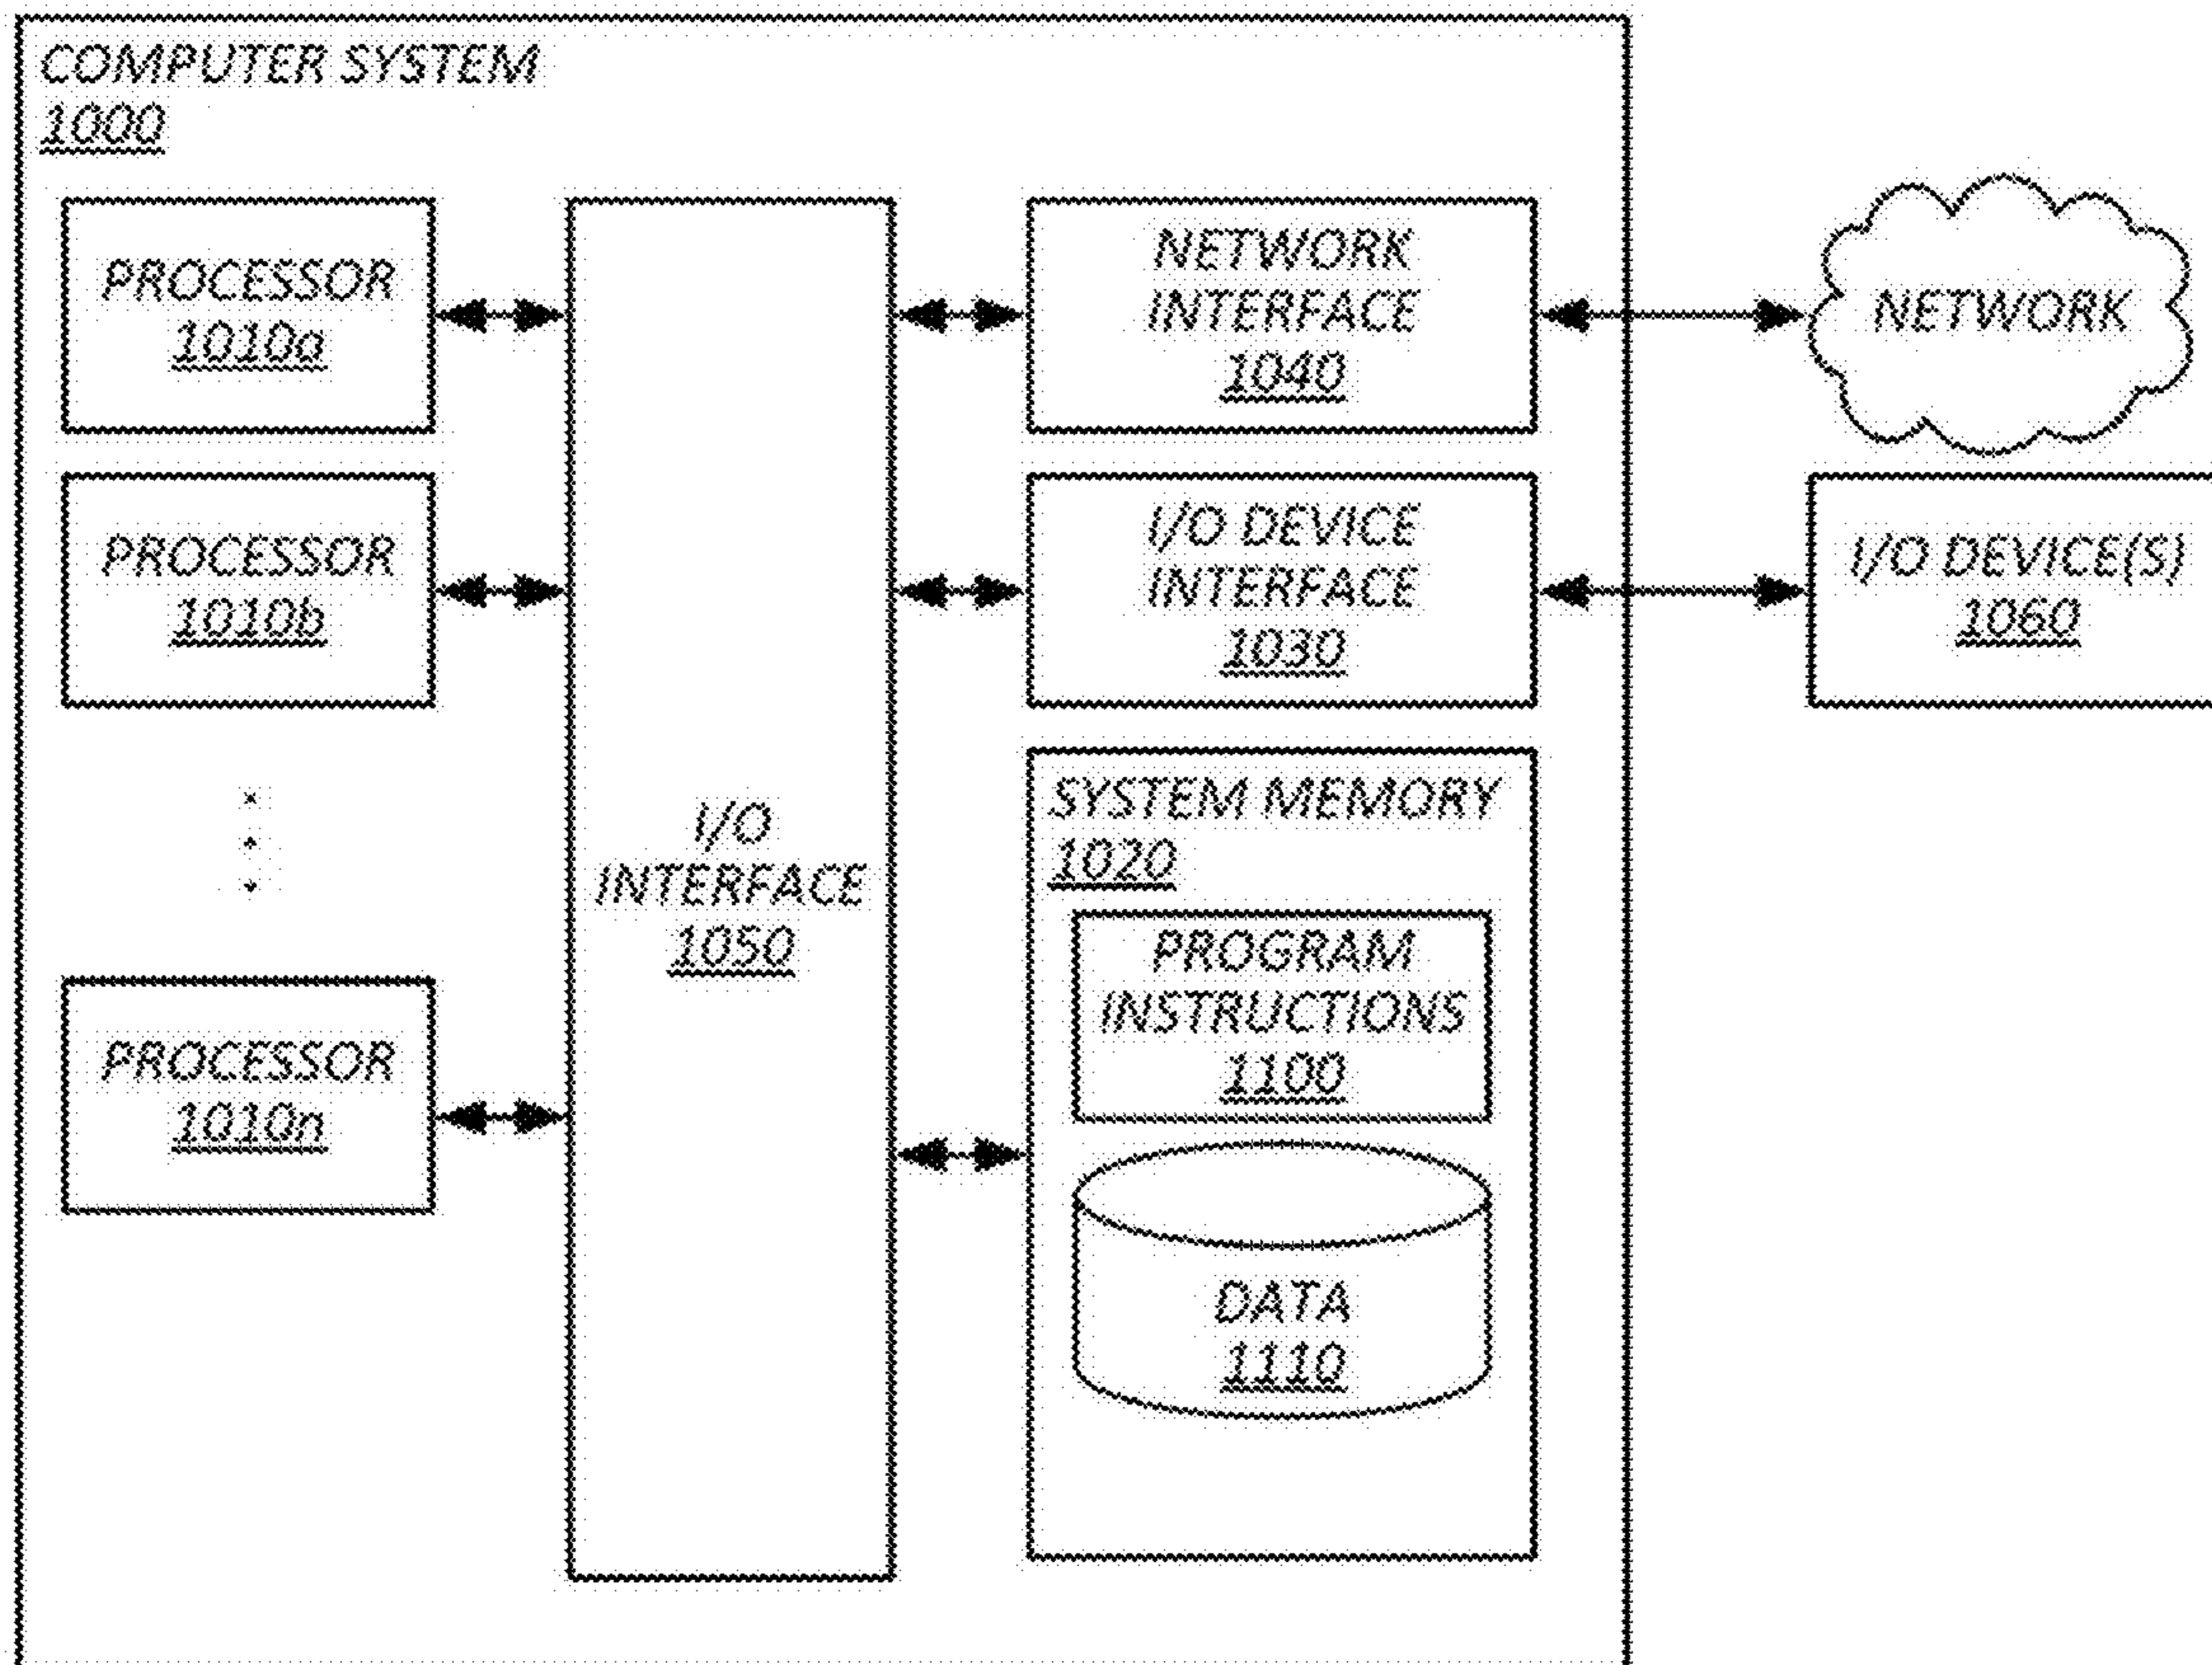 COMPUTER SYSTEM
1000
PROCESSOR
1010a
PROCESSOR
1010b
PROCESSOR
1010n
I/O
INTERFACE
1050
NETWORK
INTERFACE
1040
I/O DEVICE
INTERFACE
1030
SYSTEM MEMORY
1020
PROGRAM
INSTRUCTIONS
1100
DATA
1110
NETWORK
I/O DEVICE(S)
1060